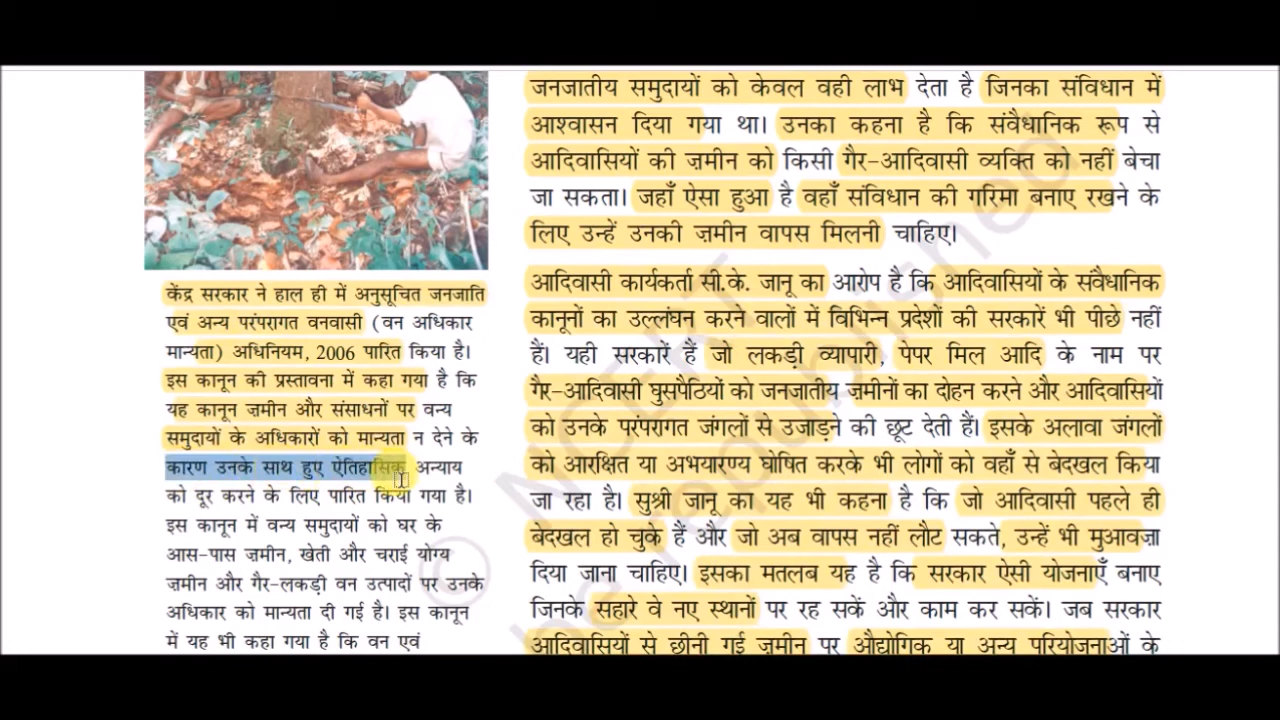 केंद्र सरकार ने हाल ही में अनुसूचित जनजाति
एवं अन्य परंपरागत वनवासी (वन अधिकार
मान्यता) अधिनियम, 2006 पारित किया है।
इस कानून की प्रस्तावना में कहा गया है कि
यह कानून ज़मीन और संसाधनों पर वन्य
समुदायों के अधिकारों को मान्यता न देने के
कारण उनके साथ हुए ऐतिहासिक अन्याय
को दूर करने के लिए पारित किया गया है।
इस कानून में वन्य समुदायों को घर के
आस-पास ज़मीन, खेती और चराई योग्य
ज़मीन और गैर-लकड़ी वन उत्पादों पर उनके
अधिकार को मान्यता दी गई है। इस कानून
में यह भी कहा गया है कि वन एवं
जनजातीय समुदायों को केवल वही लाभ देता है जिनका संविधान में
आश्वासन दिया गया था। उनका कहना है कि संवैधानिक रूप से
आदिवासियों की ज़मीन को किसी गैर-आदिवासी व्यक्ति को नहीं बेचा
जा सकता। जहाँ ऐसा हुआ है वहाँ संविधान की गरिमा बनाए रखने के
लिए उन्हें उनकी ज़मीन वापस मिलनी चाहिए।
आदिवासी कार्यकर्ता सी.के. जानू का आरोप है कि आदिवासियों के संवैधानिक
कानूनों का उल्लंघन करने वालों में विभिन्न प्रदेशों की सरकारें भी पीछे नहीं
हैं। यही सरकारें हैं जो लकड़ी व्यापारी, पेपर मिल आदि के नाम पर
गैर-आदिवासी घुसपैठियों को जनजातीय ज़मीनों का दोहन करने और आदिवासियों
को उनके परंपरागत जंगलों से उजाड़ने की छूट देती हैं। इसके अलावा जंगलों
को आरक्षित या अभयारण्य घोषित करके भी लोगों को वहाँ से बेदखल किया
जा रहा है। सुश्री जानू का यह भी कहना है कि जो आदिवासी पहले ही
बेदखल हो चुके हैं और जो अब वापस नहीं लौट सकते, उन्हें भी मुआवज़ा
दिया जाना चाहिए। इसका मतलब यह है कि सरकार ऐसी योजनाएँ बनाए
जिनके सहारे वे नए स्थानों पर रह सकें और काम कर सकें। जब सरकार
आदिवासियों से छीनी गई ज़मीन पर औद्योगिक या अन्य परियोजनाओं के
© NCERT
be republished